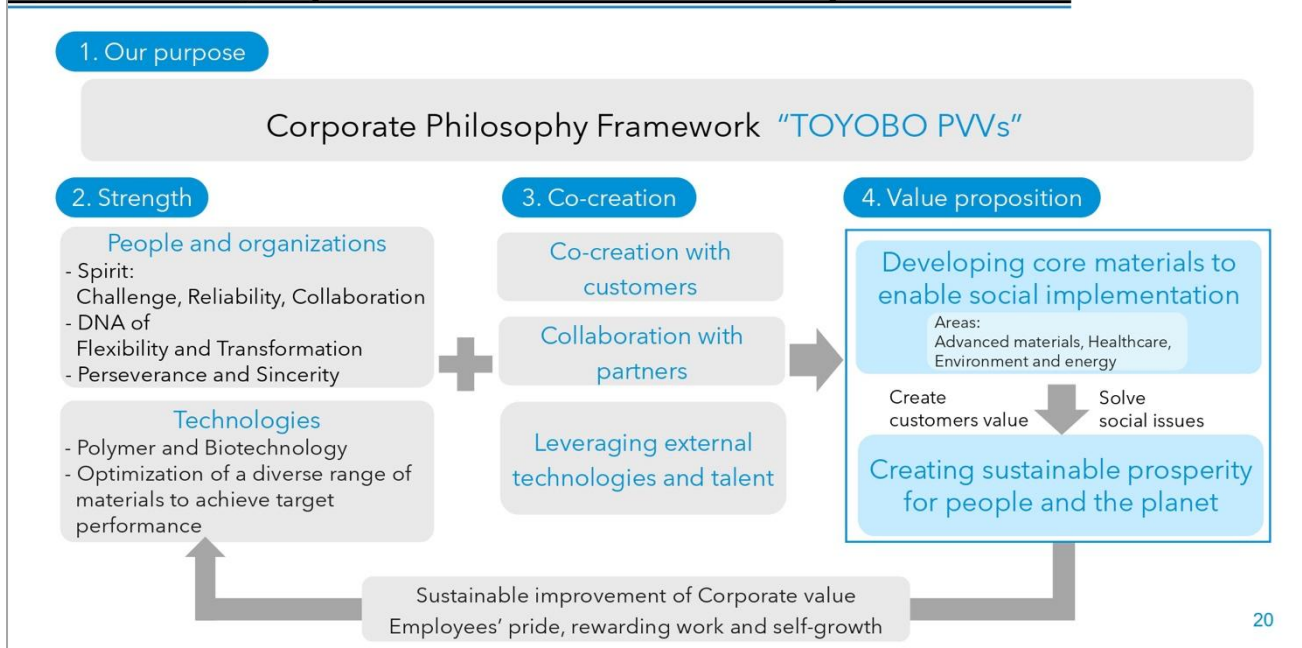 1. Our purpose
Corporate Philosophy Framework “TOYOBO PVVs”
2. Strength
People and organizations
- Spirit:
Challenge, Reliability, Collaboration
- DNA of
Flexibility and Transformation
- Perseverance and Sincerity
Technologies
- Polymer and Biotechnology
- Optimization of a diverse range of
materials to achieve target
performance
3. Co-creation
Co-creation with
customers
Collaboration with
partners
Leveraging external
technologies and talent
4. Value proposition
Developing core materials to
enable social implementation
Areas:
Advanced materials, Healthcare,
Environment and energy
Create
customers value
Solve
social issues
Creating sustainable prosperity
for people and the planet
Sustainable improvement of Corporate value
Employees’ pride, rewarding work and self-growth
20